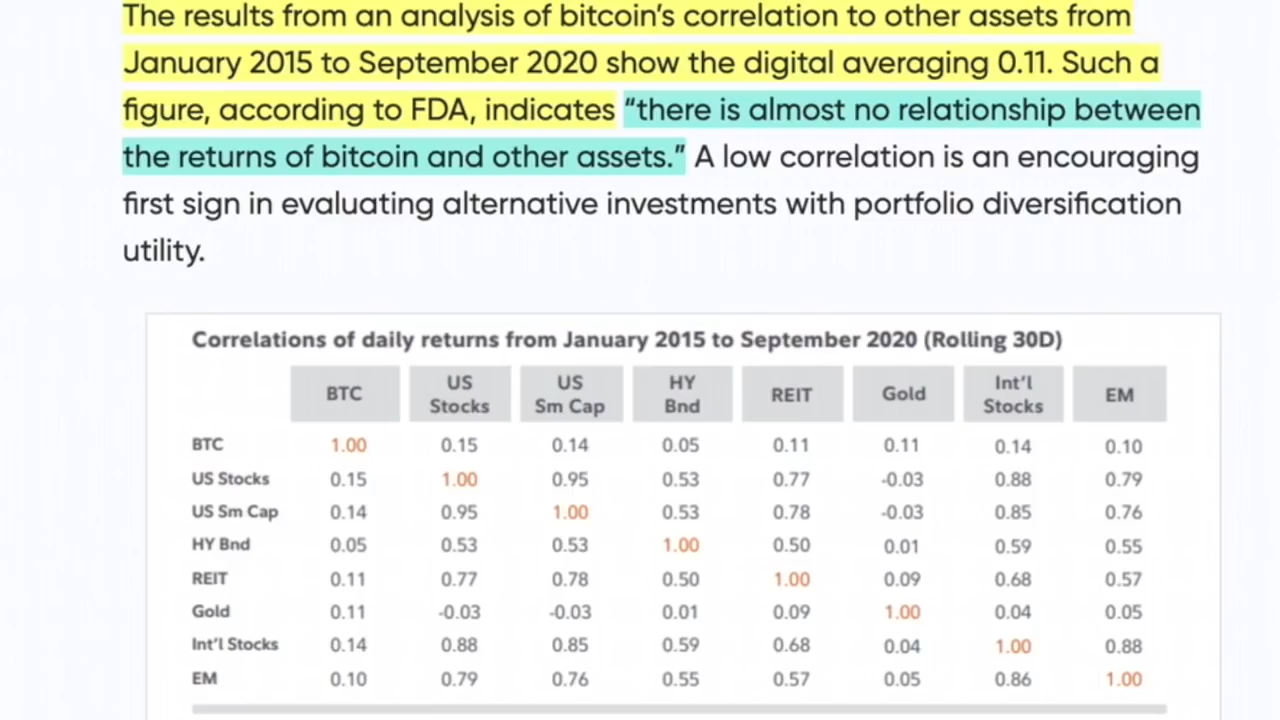 The results from an analysis of bitcoin's correlation to other assets from
January 2015 to September 2020 show the digital averaging 0.11. Such a
figure, according to FDA, indicates “there is almost no relationship between
the returns of bitcoin and other assets.” A low correlation is an encouraging
first sign in evaluating alternative investments with portfolio diversification
utility.
Correlations of daily returns from January 2015 to September 2020 (Rolling 30D)
BTC US Stocks US Sm Cap HY Bnd REIT Gold Int'l Stocks EM
BTC 1.00 0.15 0.14 0.05 0.11 0.11 0.14 0.10
US Stocks 0.15 1.00 0.95 0.53 0.77 -0.03 0.88 0.79
US Sm Cap 0.14 0.95 1.00 0.53 0.78 -0.03 0.85 0.76
HY Bnd 0.05 0.53 0.53 1.00 0.50 0.01 0.59 0.55
REIT 0.11 0.77 0.78 0.50 1.00 0.09 0.68 0.57
Gold 0.11 -0.03 -0.03 0.01 0.09 1.00 0.04 0.05
Int'l Stocks 0.14 0.88 0.85 0.59 0.68 0.04 1.00 0.88
EM 0.10 0.79 0.76 0.55 0.57 0.05 0.86 1.00